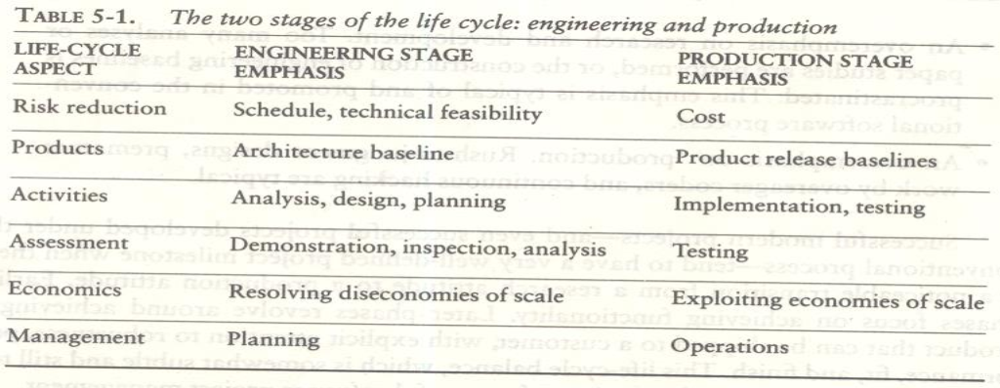 TABLE 5-1. The two stages of the life cycle: engineering and production
LIFE-CYCLE ASPECT ENGINEERING STAGE EMPHASIS PRODUCTION STAGE EMPHASIS
Risk reduction Schedule, technical feasibility Cost
Products Architecture baseline Product release baselines
Activities Analysis, design, planning Implementation, testing
Assessment Demonstration, inspection, analysis Testing
Economics Resolving diseconomies of scale Exploiting economies of scale
Management Planning Operations